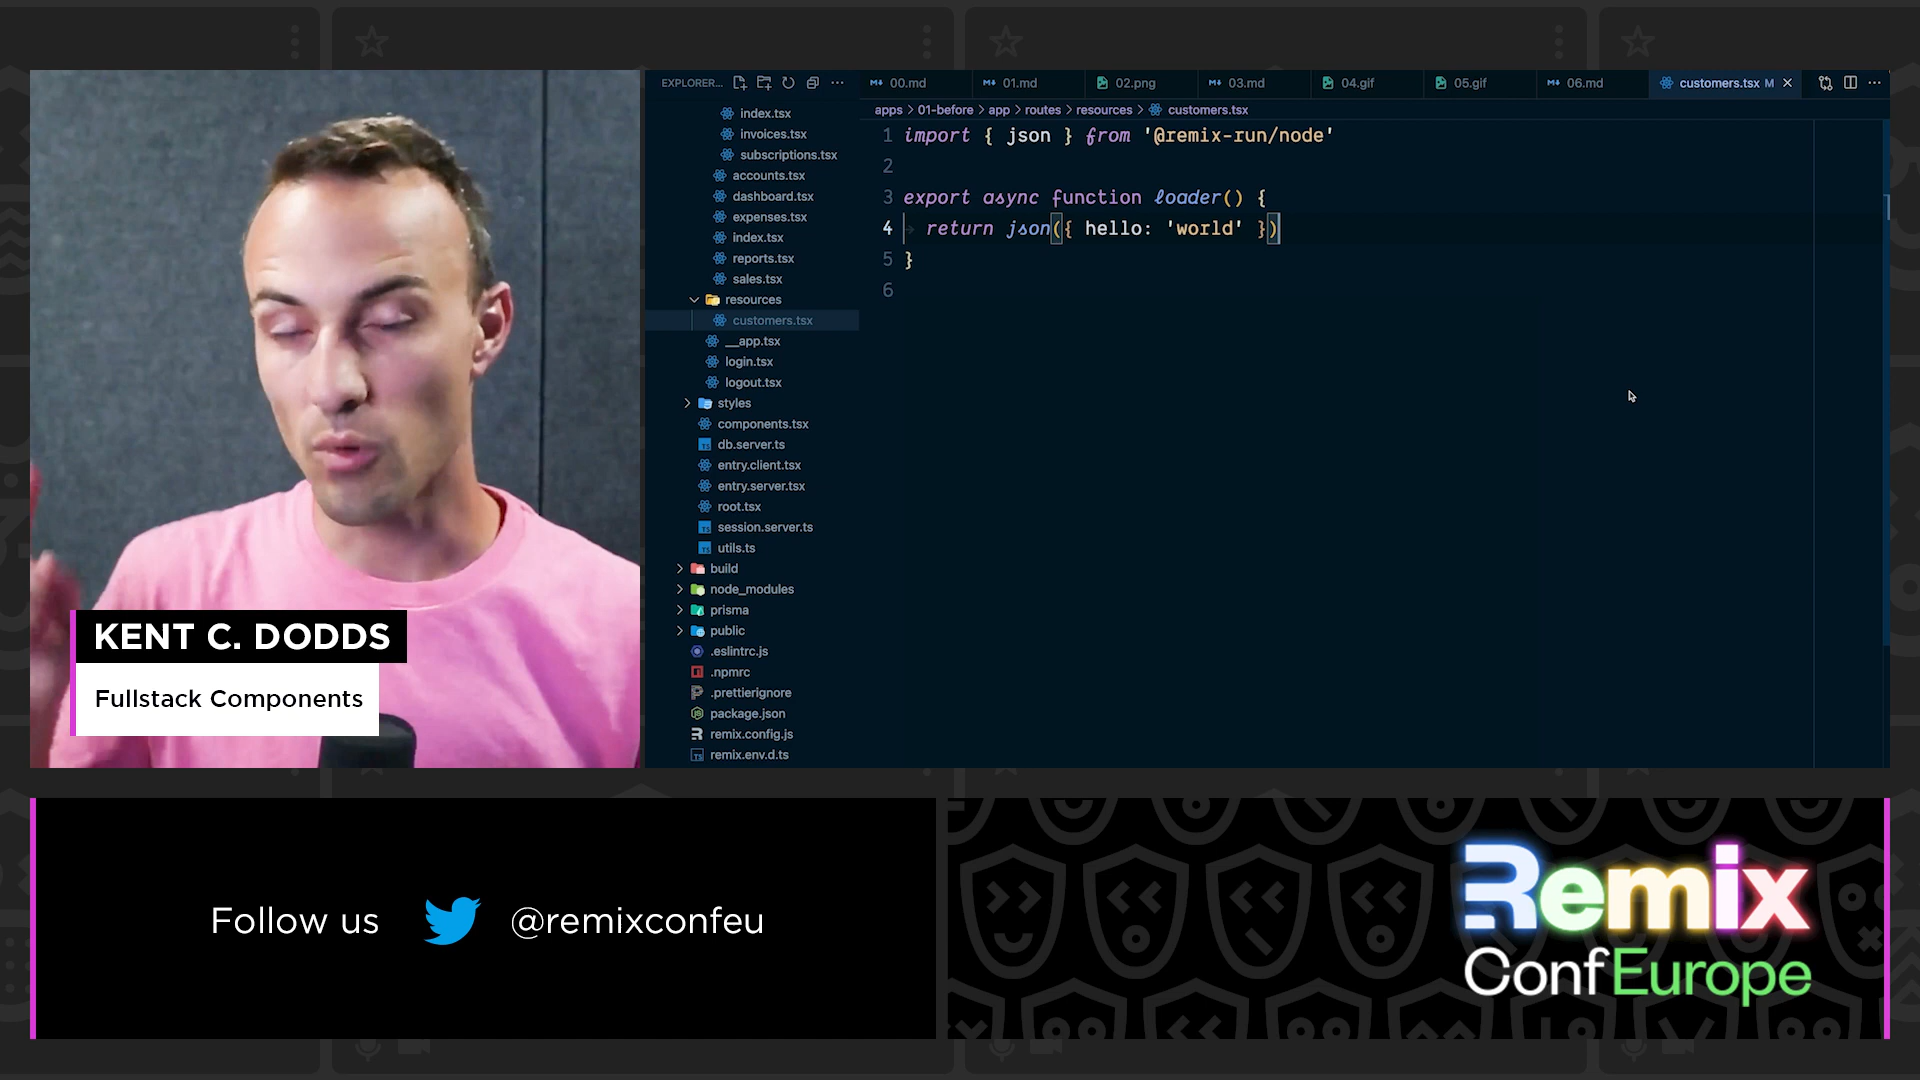 EXPLORER...
00.md
01.md
02.png
03.md
04.gif
05.gif
06.md
customers.tsx M
apps > 01-before > app > routes > resources > customers.tsx
index.tsx
invoices.tsx
subscriptions.tsx
accounts.tsx
dashboard.tsx
expenses.tsx
index.tsx
reports.tsx
sales.tsx
resources
customers.tsx
__app.tsx
login.tsx
logout.tsx
styles
components.tsx
db.server.ts
entry.client.tsx
entry.server.tsx
root.tsx
session.server.ts
utils.ts
build
node_modules
prisma
public
.eslintrc.js
.npmrc
.prettierignore
package.json
remix.config.js
remix.env.d.ts
1 import { json } from '@remix-run/node'
2
3 export async function loader() {
4 return json({ hello: 'world' })
5 }
6
KENT C. DODDS
Fullstack Components
Follow us @remixconfeu
Remix
Conf Europe